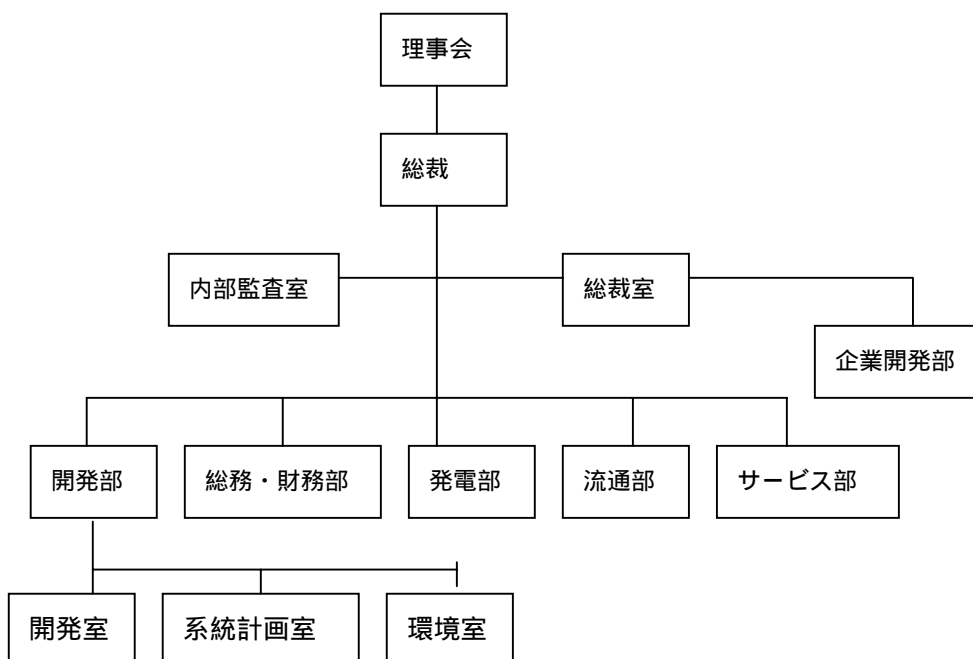 理事会
総裁
内部監査室
総裁室
企業開発部
開発部
総務・財務部
発電部
流通部
サービス部
開発室
系統計画室
環境室